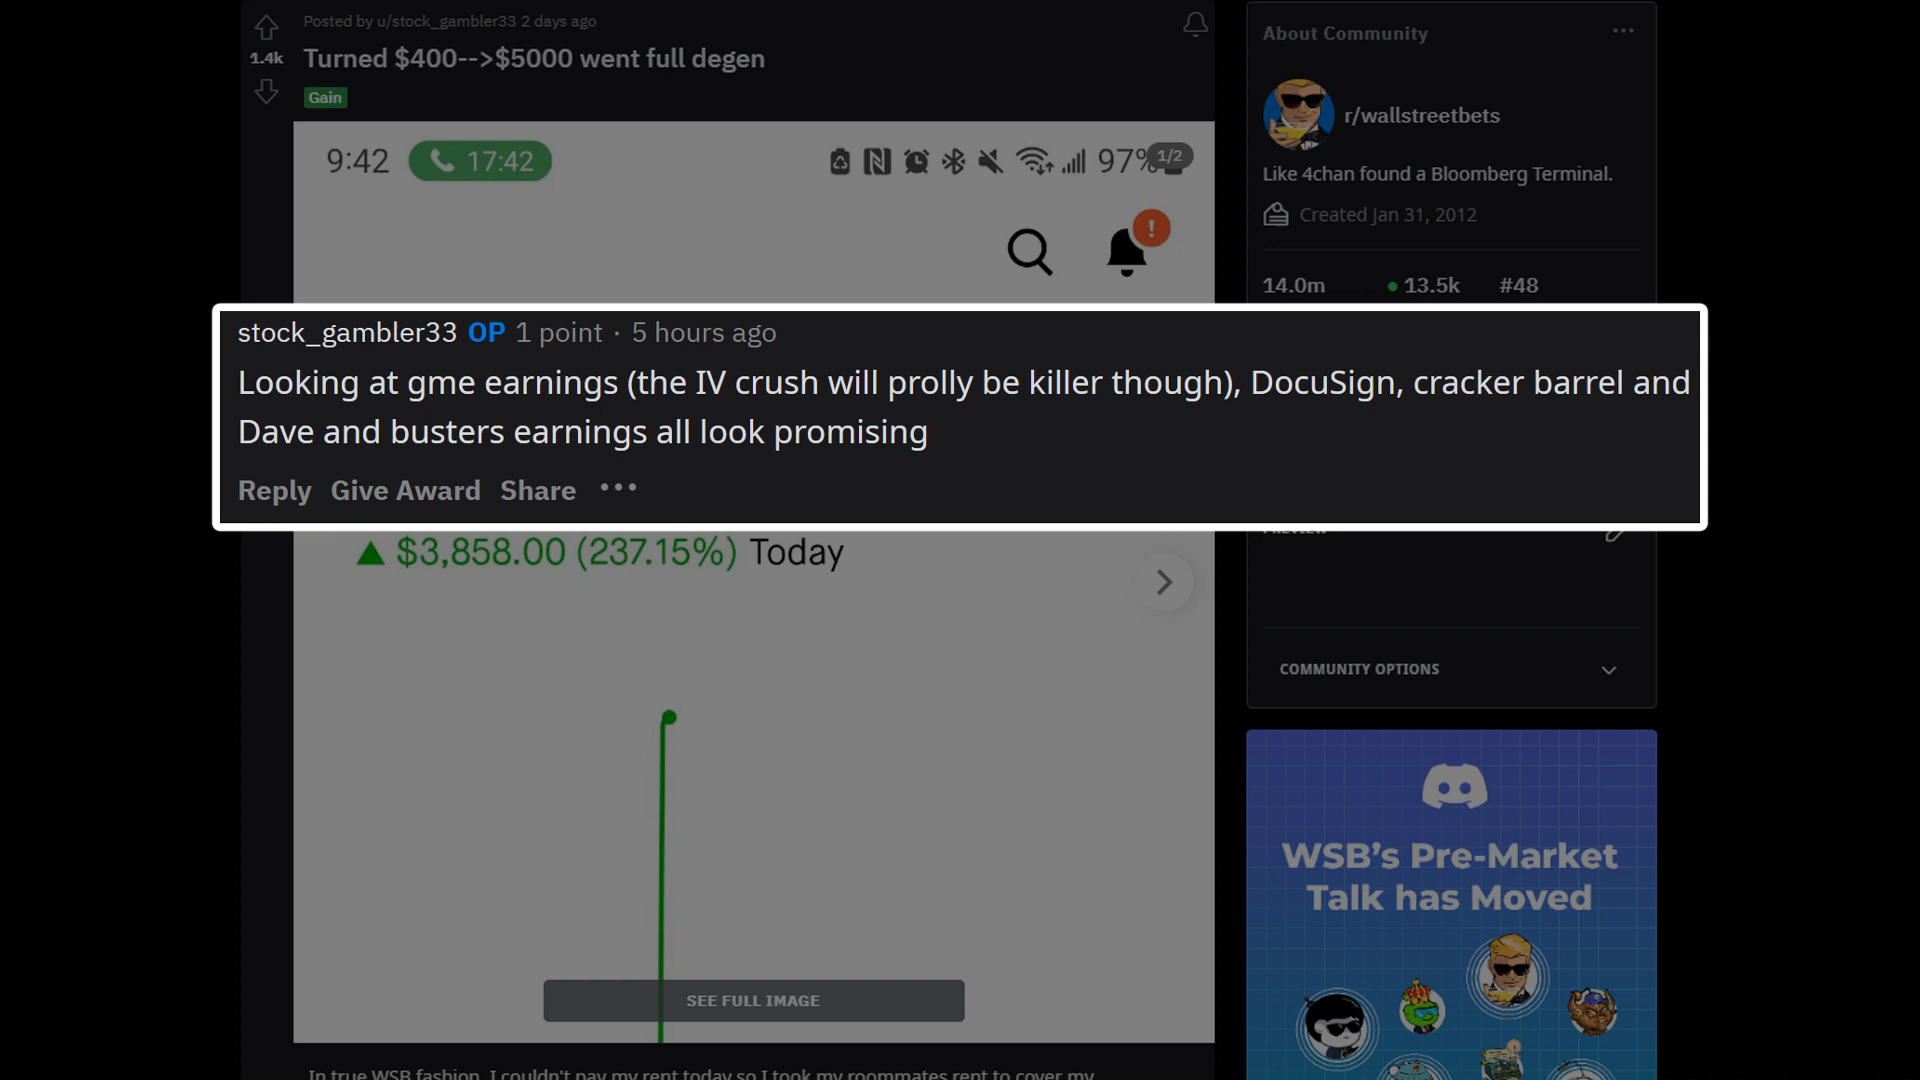 Posted by u/stock_gambler33 2 days ago
1.4k
Turned $400-->$5000 went full degen
Gain
9:42
17:42
97%
1/2
!
About Community
r/wallstreetbets
Like 4chan found a Bloomberg Terminal.
Created Jan 31, 2012
14.0m
13.5k
#48
stock_gambler33 OP 1 point · 5 hours ago
Looking at gme earnings (the IV crush will prolly be killer though), DocuSign, cracker barrel and
Dave and busters earnings all look promising
Reply Give Award Share •••
▲ $3,858.00 (237.15%) Today
COMMUNITY OPTIONS
WSB's Pre-Market
Talk has Moved
SEE FULL IMAGE
In true WSB fashion, I couldn't pay my rent today so I took my roommates rent to cover my